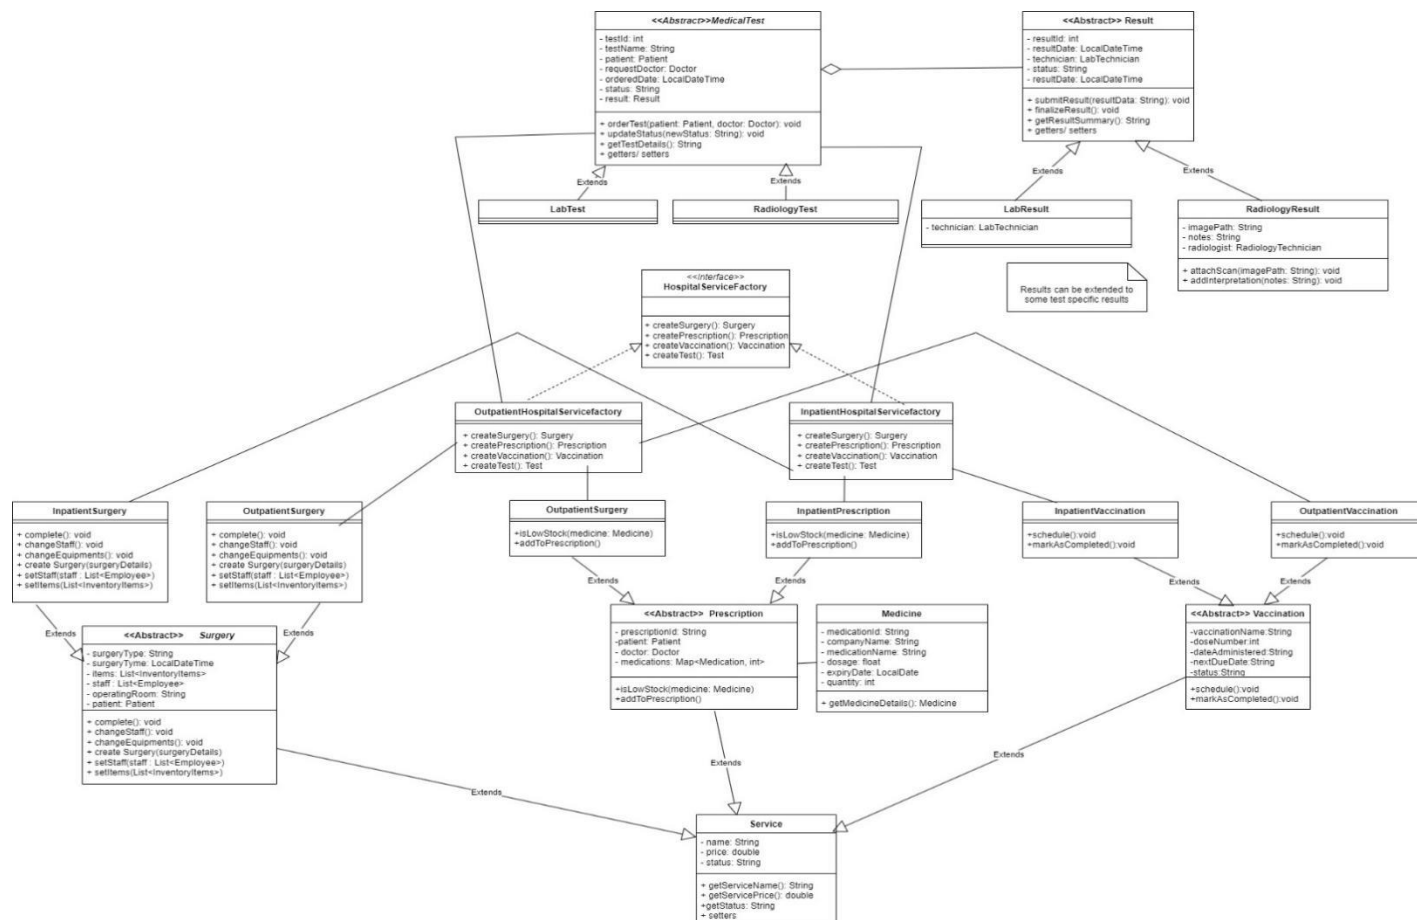 <<Abstract>>MedicalTest
- testId: int
- testName: String
- patient: Patient
- requestDoctor: Doctor
- orderedDate: LocalDateTime
- status: String
- result: Result
+ orderTest(patient: Patient, doctor: Doctor): void
+ updateStatus(newStatus: String): void
+ getTestDetails(): String
+ getters/ setters
<<Abstract>> Result
- resultId: int
- resultDate: LocalDateTime
- technician: LabTechnician
- status: String
- resultDate: LocalDateTime
+ submitResult(resultData: String): void
+ finalizeResult(): void
+ getResultSummary(): String
+ getters/ setters
Extends
Extends
Extends
Extends
LabTest
RadiologyTest
LabResult
- technician: LabTechnician
RadiologyResult
- imagePath: String
- notes: String
- radiologist: RadiologyTechnician
+ attachScan(imagePath: String): void
+ addInterpretation(notes: String): void
Results can be extended to
some test specific results
<<interface>>
HospitalServiceFactory
+ createSurgery(): Surgery
+ createPrescription(): Prescription
+ createVaccination(): Vaccination
+ createTest(): Test
OutpatientHospitalServicefactory
+ createSurgery(): Surgery
+ createPrescription(): Prescription
+ createVaccination(): Vaccination
+ createTest(): Test
InpatientHospitalServicefactory
+ createSurgery(): Surgery
+ createPrescription(): Prescription
+ createVaccination(): Vaccination
+ createTest(): Test
InpatientSurgery
+ complete(): void
+ changeStaff(): void
+ changeEquipments(): void
+ create Surgery(surgeryDetails)
+ setStaff(staff : List<Employee>)
+ setItems(List<InventoryItems>)
OutpatientSurgery
+ complete(): void
+ changeStaff(): void
+ changeEquipments(): void
+ create Surgery(surgeryDetails)
+ setStaff(staff : List<Employee>)
+ setItems(List<InventoryItems>)
OutpatientSurgery
+isLowStock(medicine: Medicine)
+addToPrescription()
InpatientPrescription
+isLowStock(medicine: Medicine)
+addToPrescription()
InpatientVaccination
+schedule():void
+markAsCompleted():void
OutpatientVaccination
+schedule():void
+markAsCompleted():void
Extends
Extends
Extends
Extends
Extends
Extends
<<Abstract>> Surgery
- surgeryType: String
- surgeryTyme: LocalDateTime
- items: List<InventoryItems>
- staff : List<Employee>
- operatingRoom: String
- patient: Patient
+ complete(): void
+ changeStaff(): void
+ changeEquipments(): void
+ create Surgery(surgeryDetails)
+ setStaff(staff : List<Employee>)
+ setItems(List<InventoryItems>)
<<Abstract>> Prescription
- prescriptionId: String
-patient: Patient
- doctor: Doctor
- medications: Map<Medication, int>
+isLowStock(medicine: Medicine)
+addToPrescription()
Medicine
- medicationId: String
- companyName: String
- medicationName: String
- dosage: float
- expiryDate: LocalDate
- quantity: int
+ getMedicineDetails(): Medicine
<<Abstract>> Vaccination
-vaccinationName:String
-doseNumber:int
-dateAdministered:String
-nextDueDate:String
-status:String
+schedule():void
+markAsCompleted():void
Extends
Extends
Extends
Service
- name: String
- price: double
- status: String
+ getServiceName(): String
+ getServicePrice(): double
+getStatus: String
+ setters